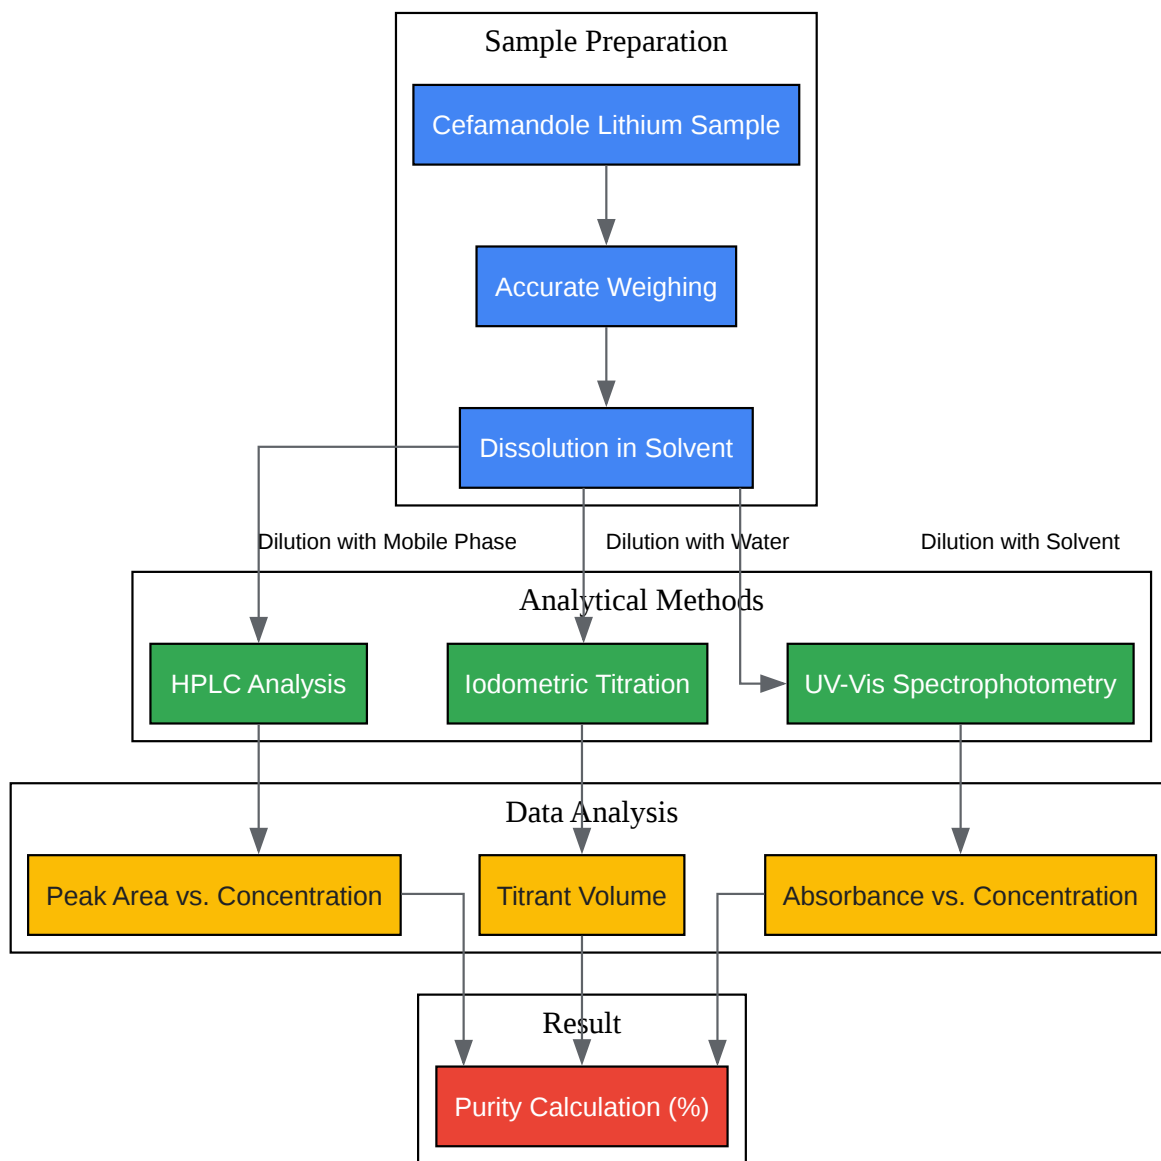 Sample Preparation
Cefamandole Lithium Sample
Accurate Weighing
Dissolution in Solvent
Dilution with Mobile Phase
Dilution with Water
Dilution with Solvent
Analytical Methods
HPLC Analysis
Iodometric Titration
UV-Vis Spectrophotometry
Data Analysis
Peak Area vs. Concentration
Titrant Volume
Absorbance vs. Concentration
Result
Purity Calculation (%)